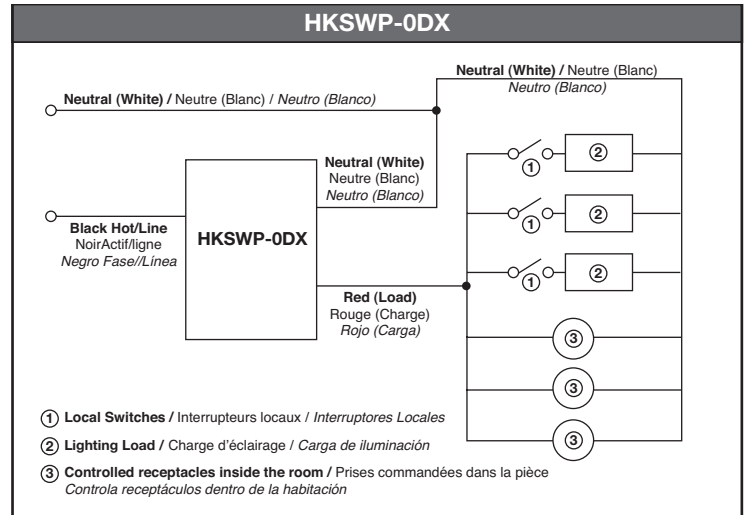 HKSWP-0DX
Neutral (White) / Neutre (Blanc)
Neutro (Blanco)
Neutral (White) / Neutre (Blanc) / Neutro (Blanco)
Neutral (White)
Neutre (Blanc)
Neutro (Blanco)
Black Hot/Line
NoirActif/ligne
Negro Fase//Línea
HKSWP-0DX
Red (Load)
Rouge (Charge)
Rojo (Carga)
②
①
②
①
②
①
③
③
③
① Local Switches / Interrupteurs locaux / Interruptores Locales
② Lighting Load / Charge d'éclairage / Carga de iluminación
③ Controlled receptacles inside the room / Prises commandées dans la pièce
Controla receptáculos dentro de la habitación